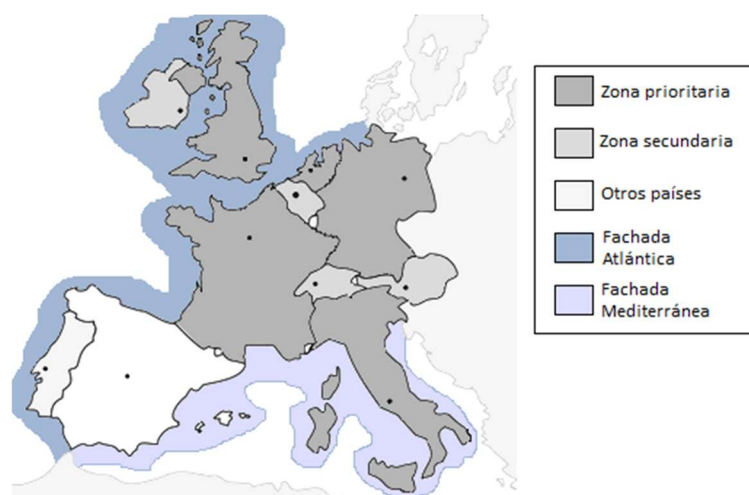 Zona prioritaria
Zona secundaria
Otros países
Fachada
Atlántica
Fachada
Mediterránea